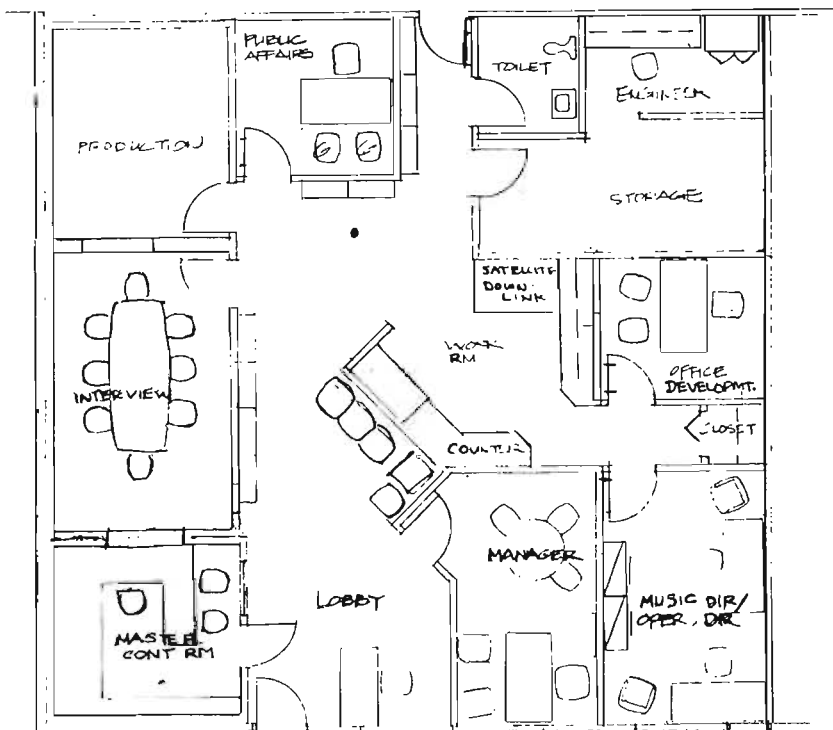 PUBLIC
AFFAIRS
TOILET
ENGINEER
PRODUCTION
STORAGE
SATELLITE
DOWN-
LINK
WORK
RM
OFFICE
DEVELOPMT.
INTERVIEW
CLOSET
COUNTER
MANAGER
LOBBY
MUSIC DIR/
OPER. DIR
MASTER
CONT RM